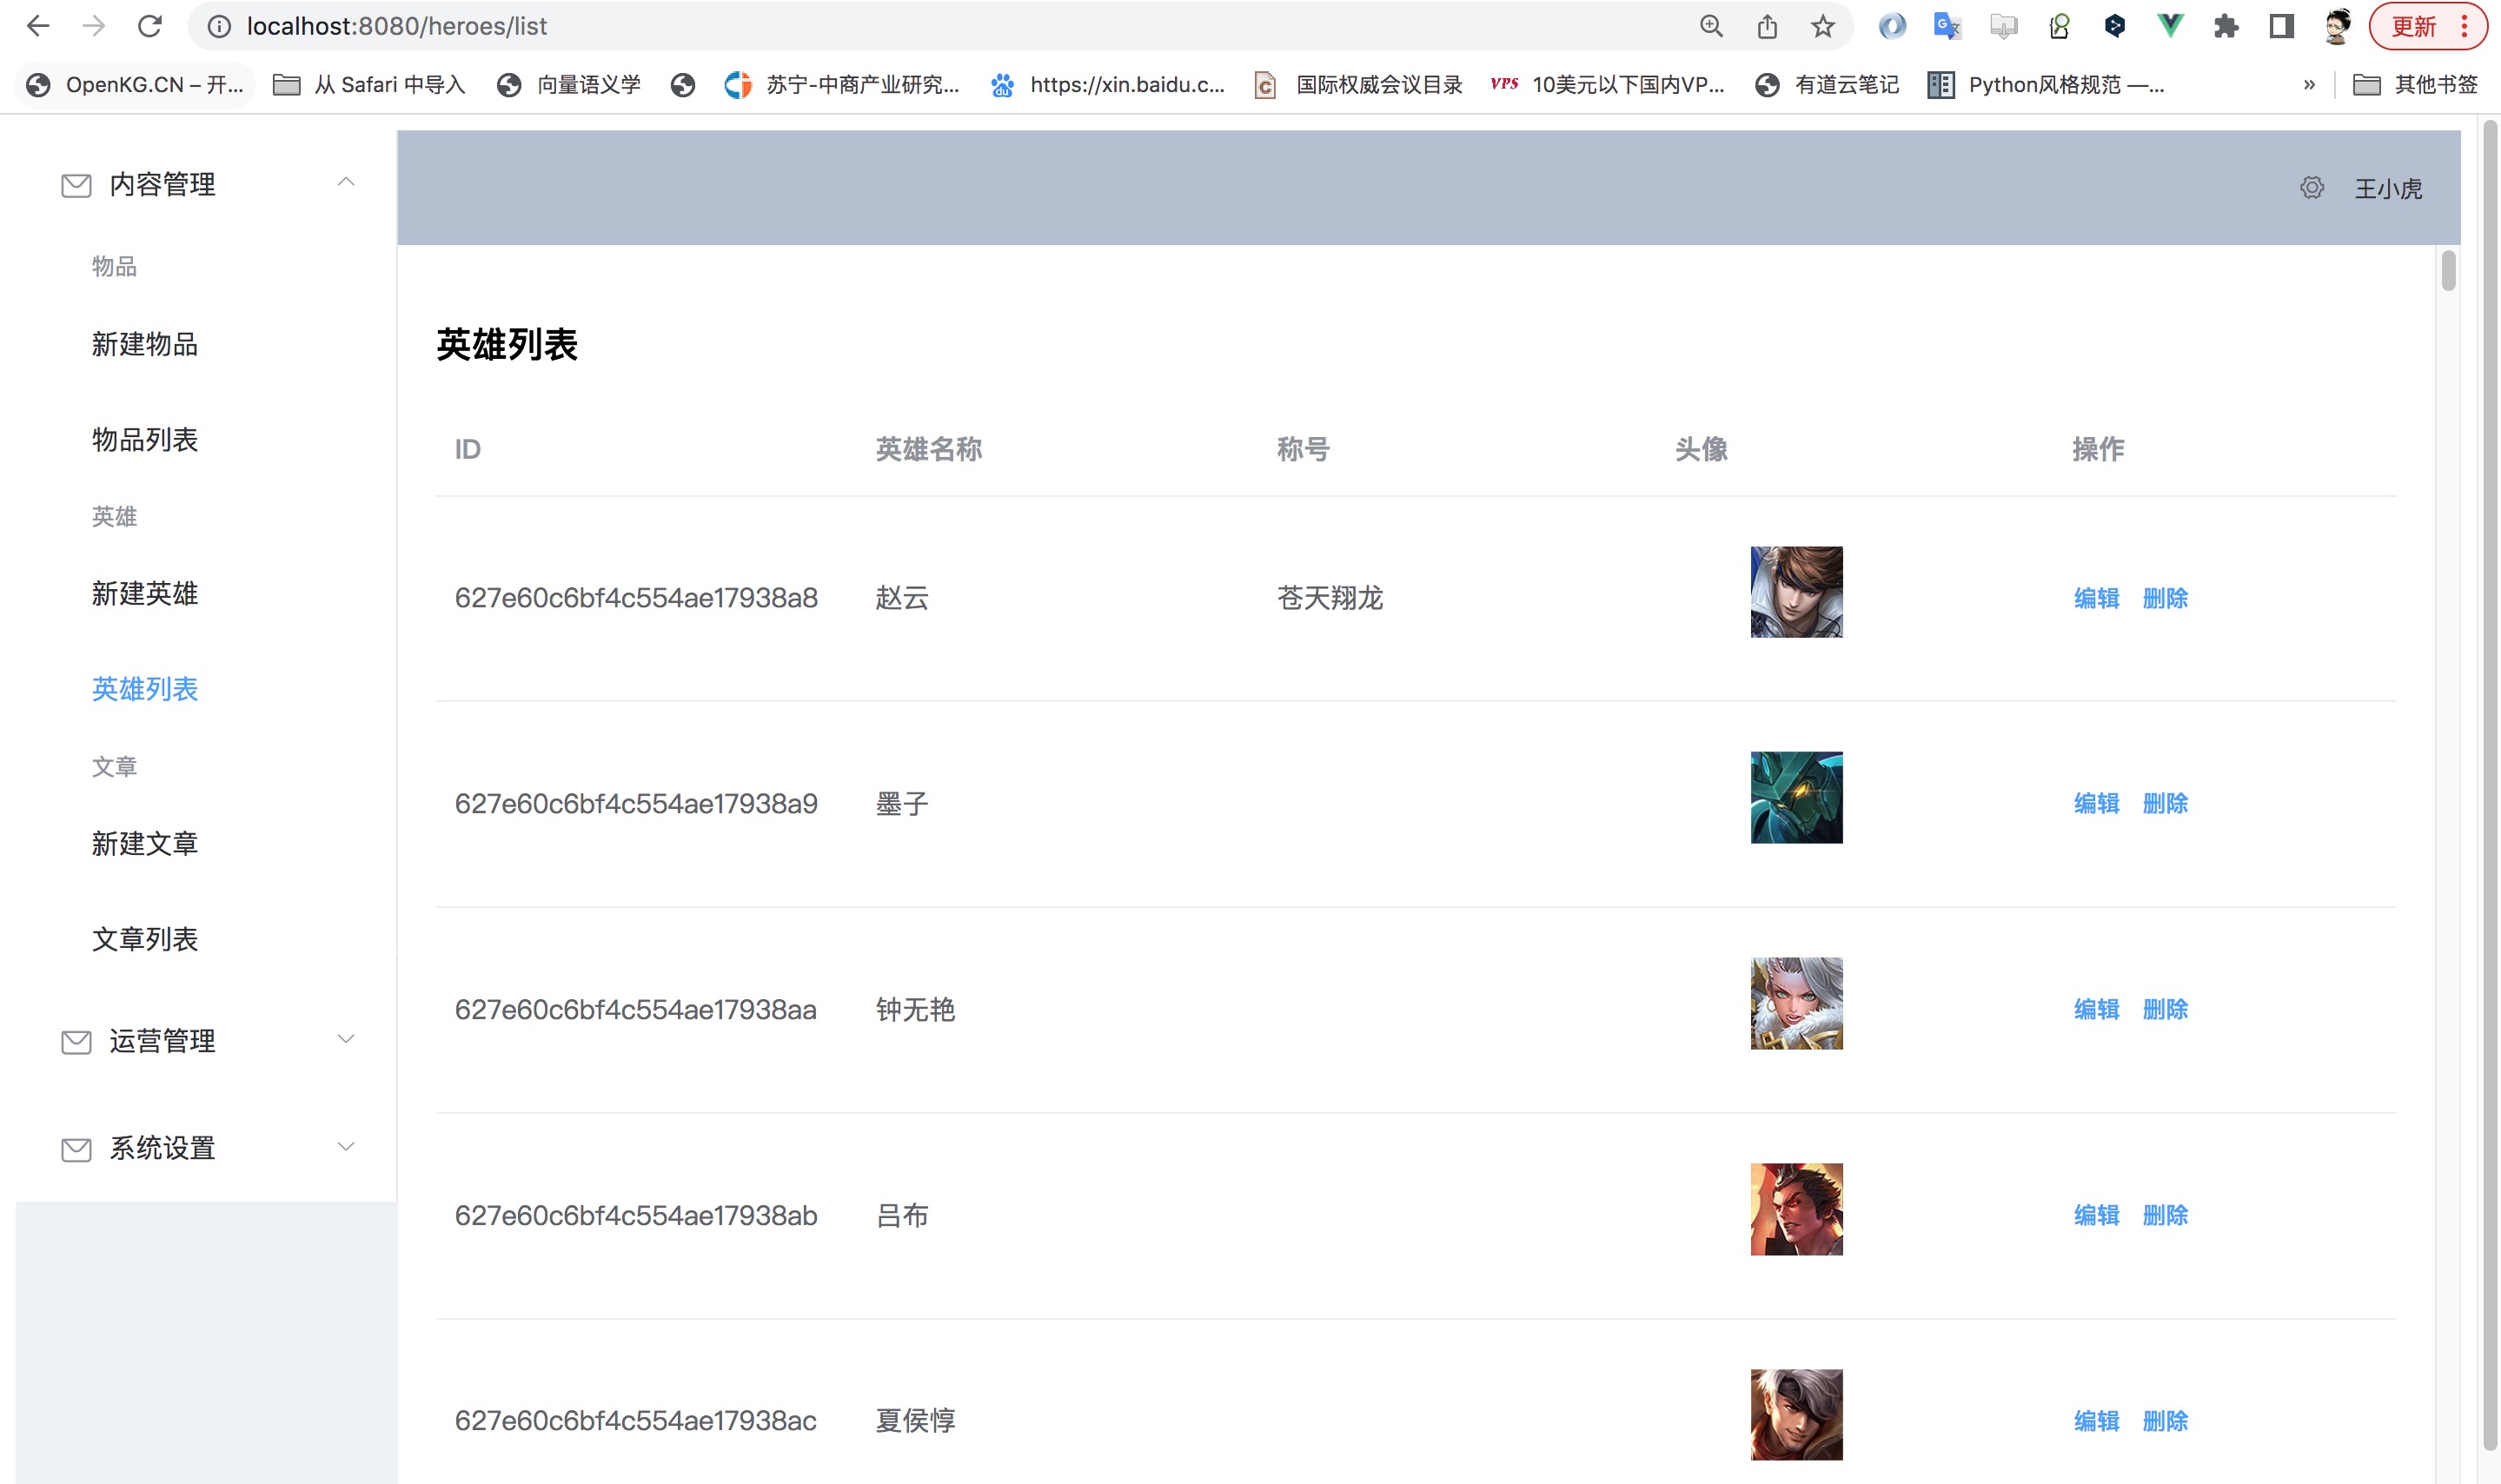 localhost:8080/heroes/list
更新
OpenKG.CN – 开...
从 Safari 中导入
向量语义学
苏宁-中商产业研究...
https://xin.baidu.c...
国际权威会议目录
VPS
10美元以下国内VP...
有道云笔记
Python风格规范 —...
»
其他书签
内容管理
物品
新建物品
物品列表
英雄
新建英雄
英雄列表
文章
新建文章
文章列表
运营管理
系统设置
王小虎
英雄列表
ID 英雄名称 称号 头像 操作
627e60c6bf4c554ae17938a8 赵云 苍天翔龙 编辑 删除
627e60c6bf4c554ae17938a9 墨子 编辑 删除
627e60c6bf4c554ae17938aa 钟无艳 编辑 删除
627e60c6bf4c554ae17938ab 吕布 编辑 删除
627e60c6bf4c554ae17938ac 夏侯惇 编辑 删除